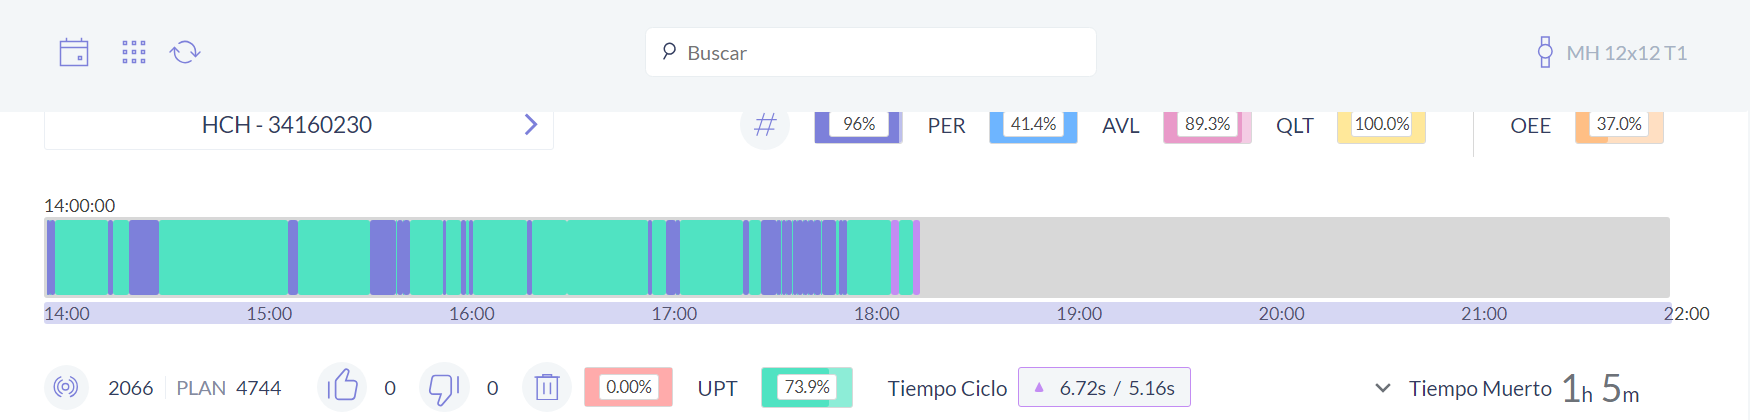 Buscar
MH 12x12 T1
HCH - 34160230
# 96% PER 41.4% AVL 89.3% QLT 100.0% OEE 37.0%
14:00:00
14:00 15:00 16:00 17:00 18:00 19:00 20:00 21:00 22:00
2066 PLAN 4744 0 0 0.00% UPT 73.9% Tiempo Ciclo 6.72s / 5.16s Tiempo Muerto 1h 5m